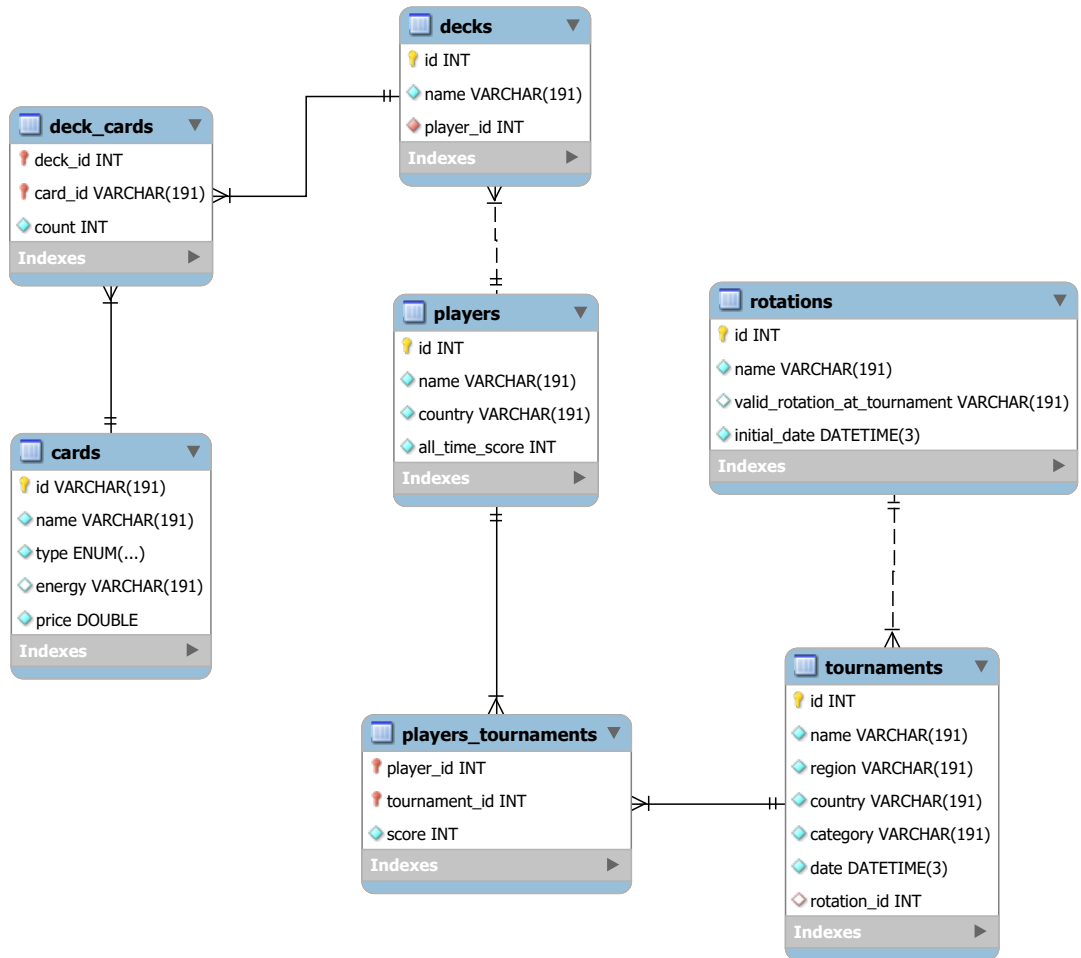 decks
id INT
name VARCHAR(191)
player_id INT
Indexes
deck_cards
deck_id INT
card_id VARCHAR(191)
count INT
Indexes
players
id INT
name VARCHAR(191)
country VARCHAR(191)
all_time_score INT
Indexes
rotations
id INT
name VARCHAR(191)
valid_rotation_at_tournament VARCHAR(191)
initial_date DATETIME(3)
Indexes
cards
id VARCHAR(191)
name VARCHAR(191)
type ENUM(...)
energy VARCHAR(191)
price DOUBLE
Indexes
players_tournaments
player_id INT
tournament_id INT
score INT
Indexes
tournaments
id INT
name VARCHAR(191)
region VARCHAR(191)
country VARCHAR(191)
category VARCHAR(191)
date DATETIME(3)
rotation_id INT
Indexes